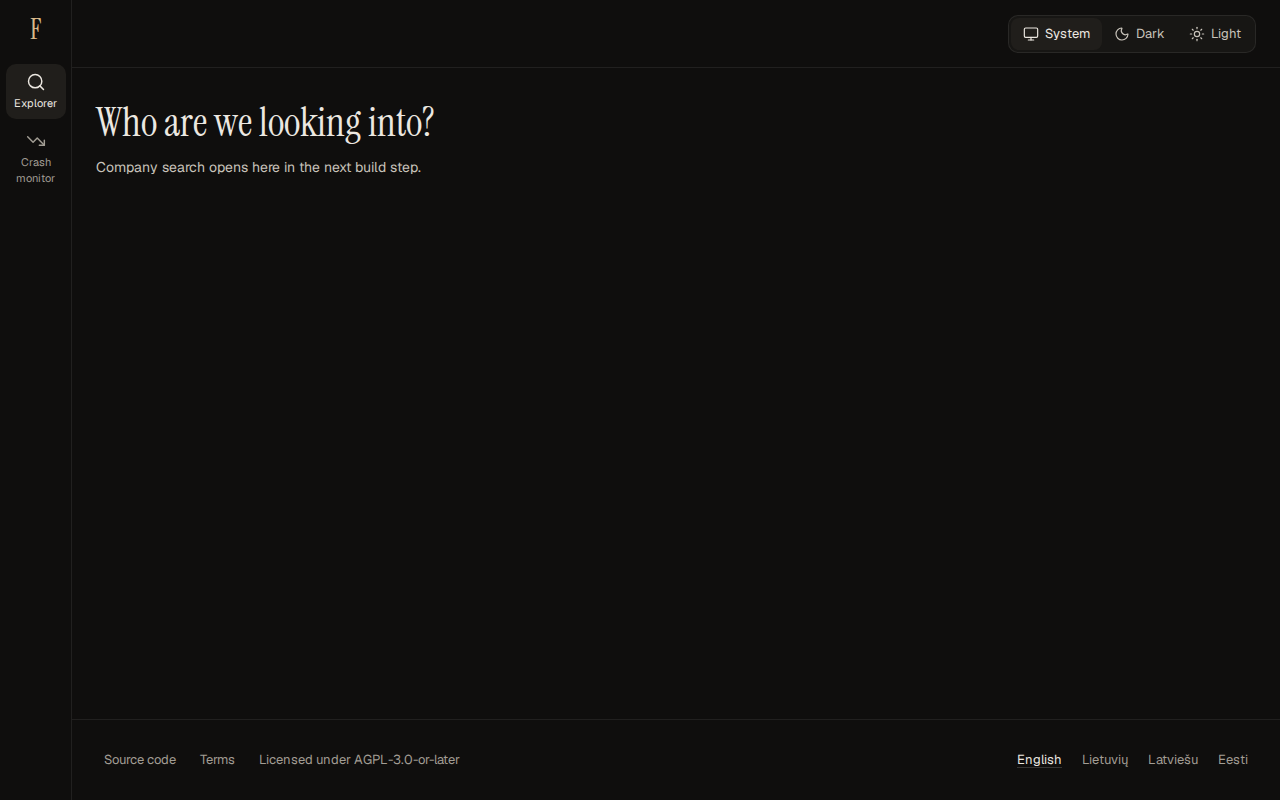 F
System
Dark
Light
Explorer
Crash
monitor
Who are we looking into?
Company search opens here in the next build step.
Source code
Terms
Licensed under AGPL-3.0-or-later
English
Lietuvių
Latviešu
Eesti